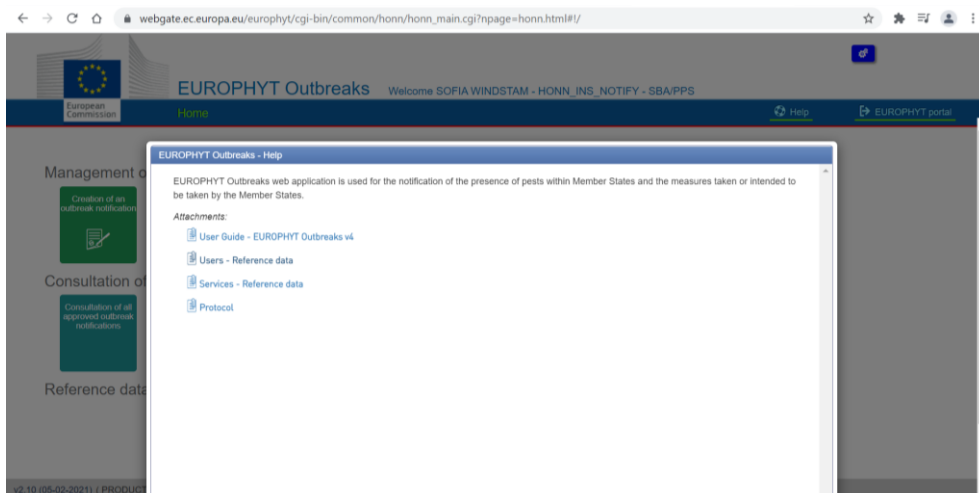 webgate.ec.europa.eu/europhyt/cgi-bin/common/honn/honn_main.cgi?npage=honn.html#!/
European
Commission
EUROPHYT Outbreaks Welcome SOFIA WINDSTAM - HONN_INS_NOTIFY - SBA/PPS
Home
Help
EUROPHYT portal
EUROPHYT Outbreaks - Help
EUROPHYT Outbreaks web application is used for the notification of the presence of pests within Member States and the measures taken or intended to
be taken by the Member States.
Attachments:
User Guide - EUROPHYT Outbreaks v4
Users - Reference data
Services - Reference data
Protocol
Management o
Creation of an
outbreak notification
Consultation of
Consultation of all
approved outbreak
notifications
Reference data
v2.10 (05-02-2021) / PRODUCT